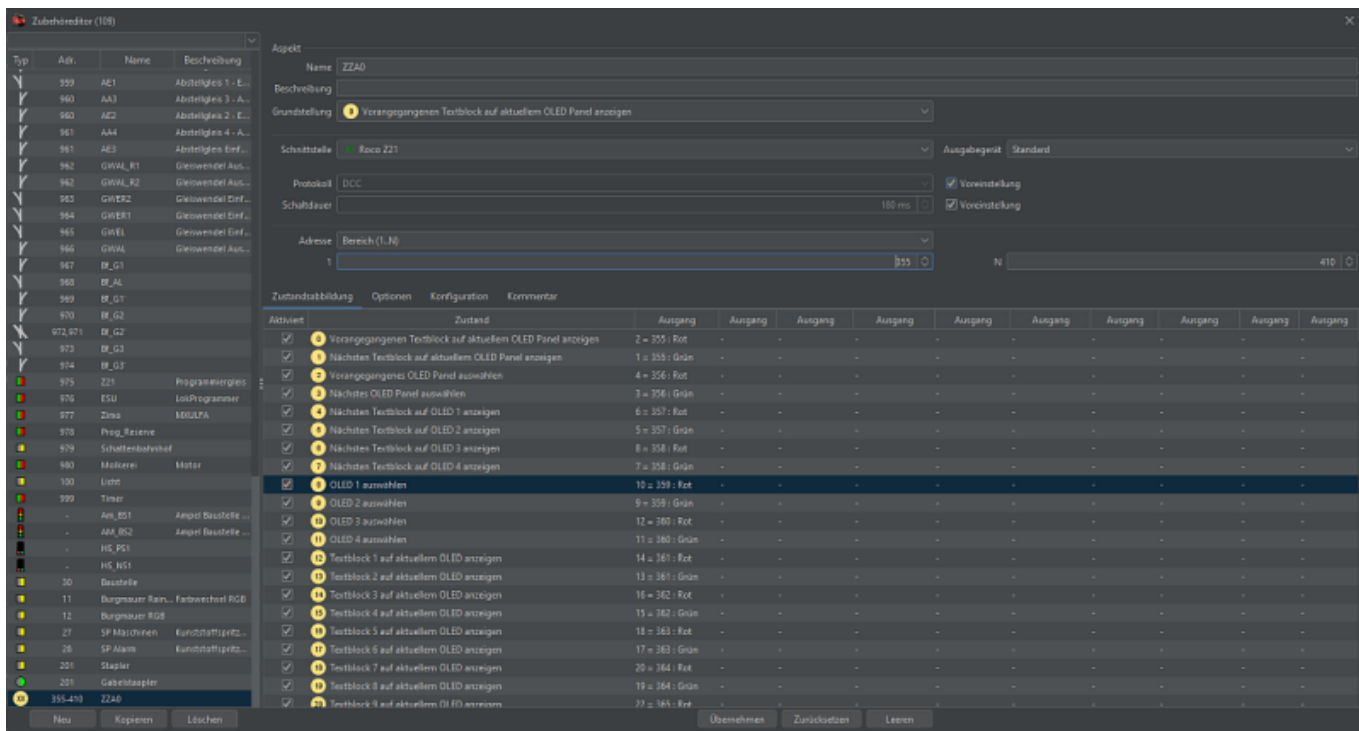 Zubehöreditor (109)
Aspekt
Name ZZA0
Beschreibung
Grundstellung 0 Vorangegangenen Textblock auf aktuellem OLED Panel anzeigen
Schnittstelle Roco Z21 Ausgabegerät Standard
Protokoll DCC Voreinstellung
Schaltdauer 180 ms Voreinstellung
Adresse Bereich (1..N)
1 355 N 410
Zustandsabbildung Optionen Konfiguration Kommentar
Typ Adr. Name Beschreibung
959 AE1 Abstellgleis 1 - E...
960 AA3 Abstellgleis 3 - A...
960 AE2 Abstellgleis 2 - E...
961 AA4 Abstellgleis 4 - A...
961 AE3 Abstellgleis Einf...
962 GWAL_R1 Gleiswendel Aus...
962 GWAL_R2 Gleiswendel Aus...
963 GWER2 Gleiswendel Einf...
964 GWER1 Gleiswendel Einf...
965 GWEL Gleiswendel Einf...
966 GWAL Gleiswendel Aus...
967 Bf_G1
968 Bf_AL
969 Bf_G1'
970 Bf_G2
972,971 Bf_G2'
973 Bf_G3
974 Bf_G3'
975 Z21 Programmiergleis
976 ESU LokProgrammer
977 Zimo MXULFA
978 Prog_Reserve
979 Schattenbahnhof
980 Molkerei Motor
100 Licht
999 Timer
- Am_BS1 Ampel Baustelle ...
- AM_BS2 Ampel Baustelle ...
- HS_PS1
- HS_NS1
30 Baustelle
11 Burgmauer Rain... Farbwechsel RGB
12 Burgmauer RGB
27 SP Maschinen Kunststoffspritz...
28 SP Alarm Kunststoffspritz...
201 Stapler
201 Gabelstaapler
355-410 ZZA0
Neu Kopieren Löschen
Aktiviert Zustand Ausgang Ausgang Ausgang Ausgang Ausgang Ausgang Ausgang Ausgang Ausgang Ausgang
0 Vorangegangenen Textblock auf aktuellem OLED Panel anzeigen 2 = 355 : Rot - - - - - - - - -
1 Nächsten Textblock auf aktuellem OLED Panel anzeigen 1 = 355 : Grün - - - - - - - - -
2 Vorangegangenes OLED Panel auswählen 4 = 356 : Rot - - - - - - - - -
3 Nächstes OLED Panel auswählen 3 = 356 : Grün - - - - - - - - -
4 Nächsten Textblock auf OLED 1 anzeigen 6 = 357 : Rot - - - - - - - - -
5 Nächsten Textblock auf OLED 2 anzeigen 5 = 357 : Grün - - - - - - - - -
6 Nächsten Textblock auf OLED 3 anzeigen 8 = 358 : Rot - - - - - - - - -
7 Nächsten Textblock auf OLED 4 anzeigen 7 = 358 : Grün - - - - - - - - -
8 OLED 1 auswählen 10 = 359 : Rot - - - - - - - - -
9 OLED 2 auswählen 9 = 359 : Grün - - - - - - - - -
10 OLED 3 auswählen 12 = 360 : Rot - - - - - - - - -
11 OLED 4 auswählen 11 = 360 : Grün - - - - - - - - -
12 Textblock 1 auf aktuellem OLED anzeigen 14 = 361 : Rot - - - - - - - - -
13 Textblock 2 auf aktuellem OLED anzeigen 13 = 361 : Grün - - - - - - - - -
14 Textblock 3 auf aktuellem OLED anzeigen 16 = 362 : Rot - - - - - - - - -
15 Textblock 4 auf aktuellem OLED anzeigen 15 = 362 : Grün - - - - - - - - -
16 Textblock 5 auf aktuellem OLED anzeigen 18 = 363 : Rot - - - - - - - - -
17 Textblock 6 auf aktuellem OLED anzeigen 17 = 363 : Grün - - - - - - - - -
18 Textblock 7 auf aktuellem OLED anzeigen 20 = 364 : Rot - - - - - - - - -
19 Textblock 8 auf aktuellem OLED anzeigen 19 = 364 : Grün - - - - - - - - -
20 Textblock 9 auf aktuellem OLED anzeigen 22 = 365 : Rot - - - - - - - - -
Übernehmen Zurücksetzen Leeren